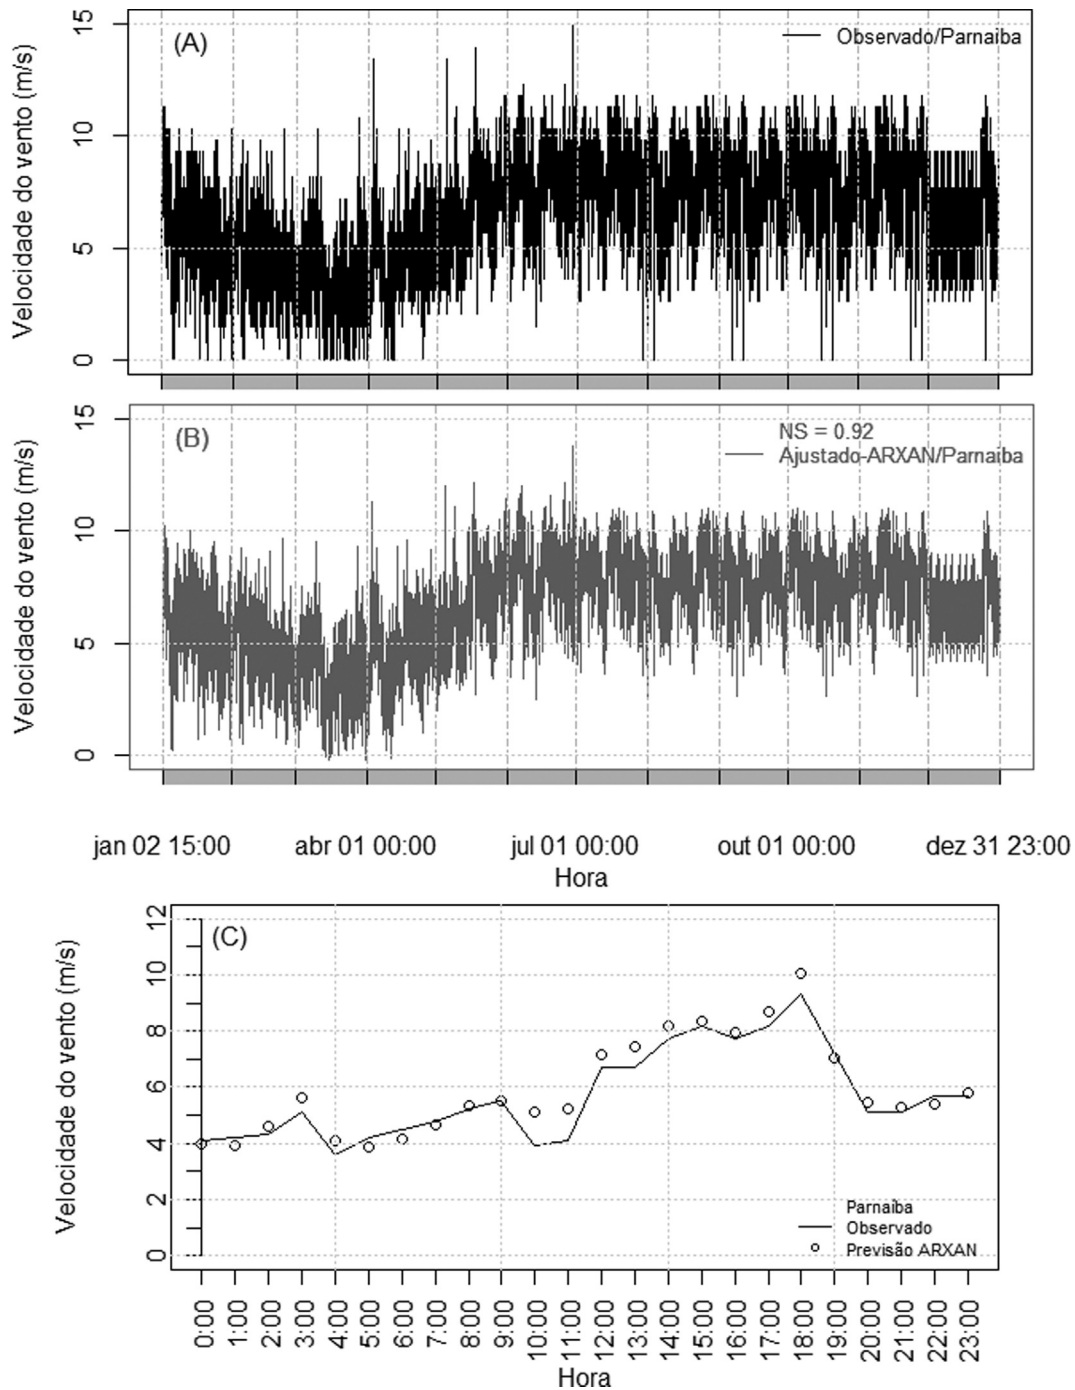 (A)
Observado/Parnaiba
Velocidade do vento (m/s)
15
10
5
0
(B)
NS = 0.92
Ajustado-ARXAN/Parnaiba
Velocidade do vento (m/s)
15
10
5
0
jan 02 15:00 abr 01 00:00 jul 01 00:00 out 01 00:00 dez 31 23:00
Hora
(C)
Velocidade do vento (m/s)
12
10
8
6
4
2
0
Parnaíba
Observado
Previsão ARXAN
0:00 1:00 2:00 3:00 4:00 5:00 6:00 7:00 8:00 9:00 10:00 11:00 12:00 13:00 14:00 15:00 16:00 17:00 18:00 19:00 20:00 21:00 22:00 23:00
Hora